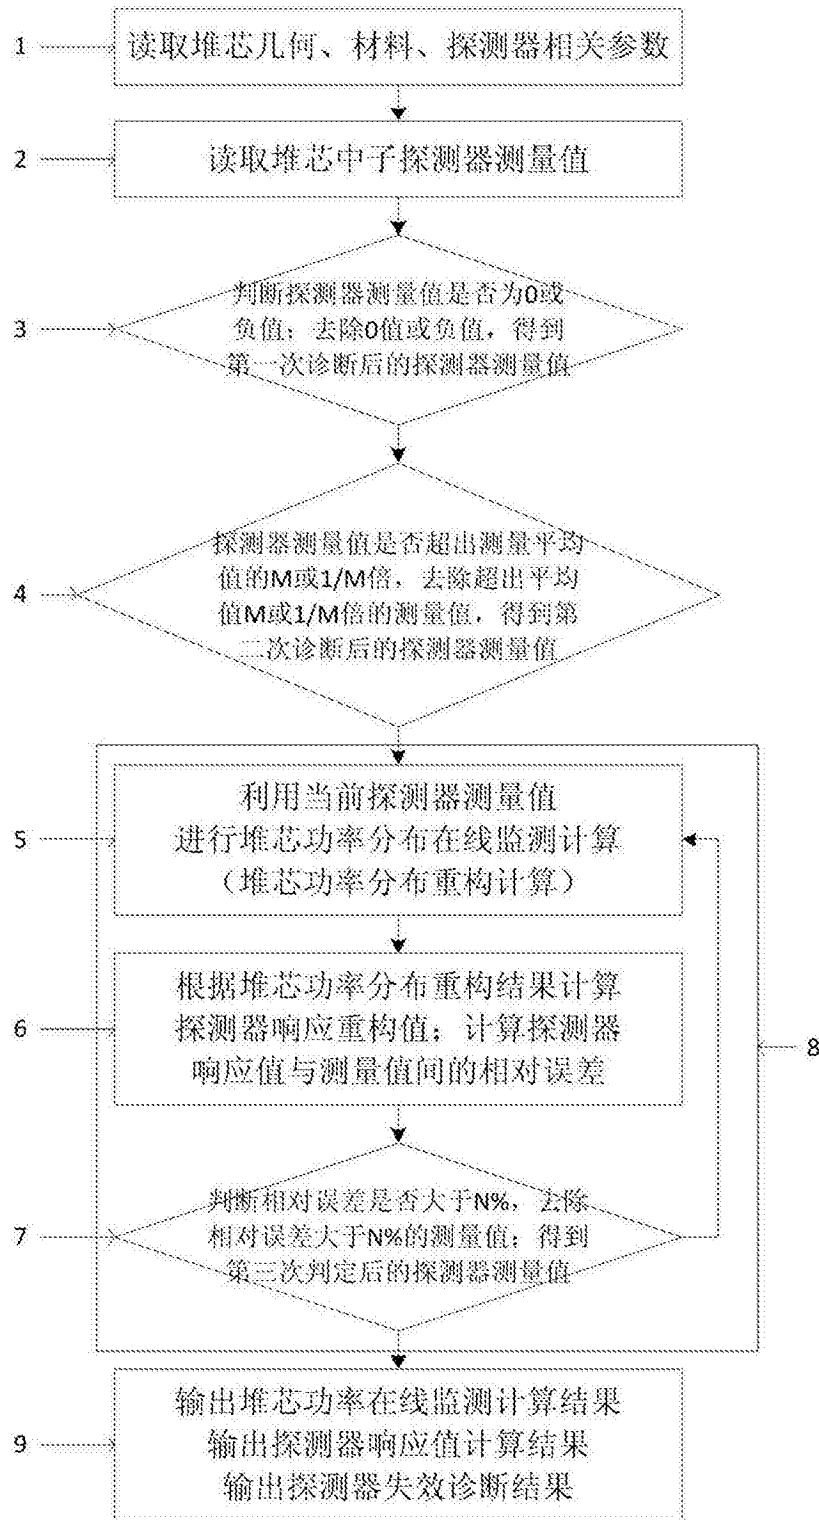 1
读取堆芯几何、材料、探测器相关参数
2
读取堆芯中子探测器测量值
3
判断探测器测量值是否为0或
负值；去除0值或负值，得到
第一次诊断后的探测器测量值
4
探测器测量值是否超出测量平均
值的M或1/M倍，去除超出平均
值M或1/M倍的测量值，得到第
二次诊断后的探测器测量值
5
利用当前探测器测量值
进行堆芯功率分布在线监测计算
（堆芯功率分布重构计算）
6
根据堆芯功率分布重构结果计算
探测器响应重构值；计算探测器
响应值与测量值间的相对误差
8
7
判断相对误差是否大于N%，去除
相对误差大于N%的测量值；得到
第三次判定后的探测器测量值
9
输出堆芯功率在线监测计算结果
输出探测器响应值计算结果
输出探测器失效诊断结果